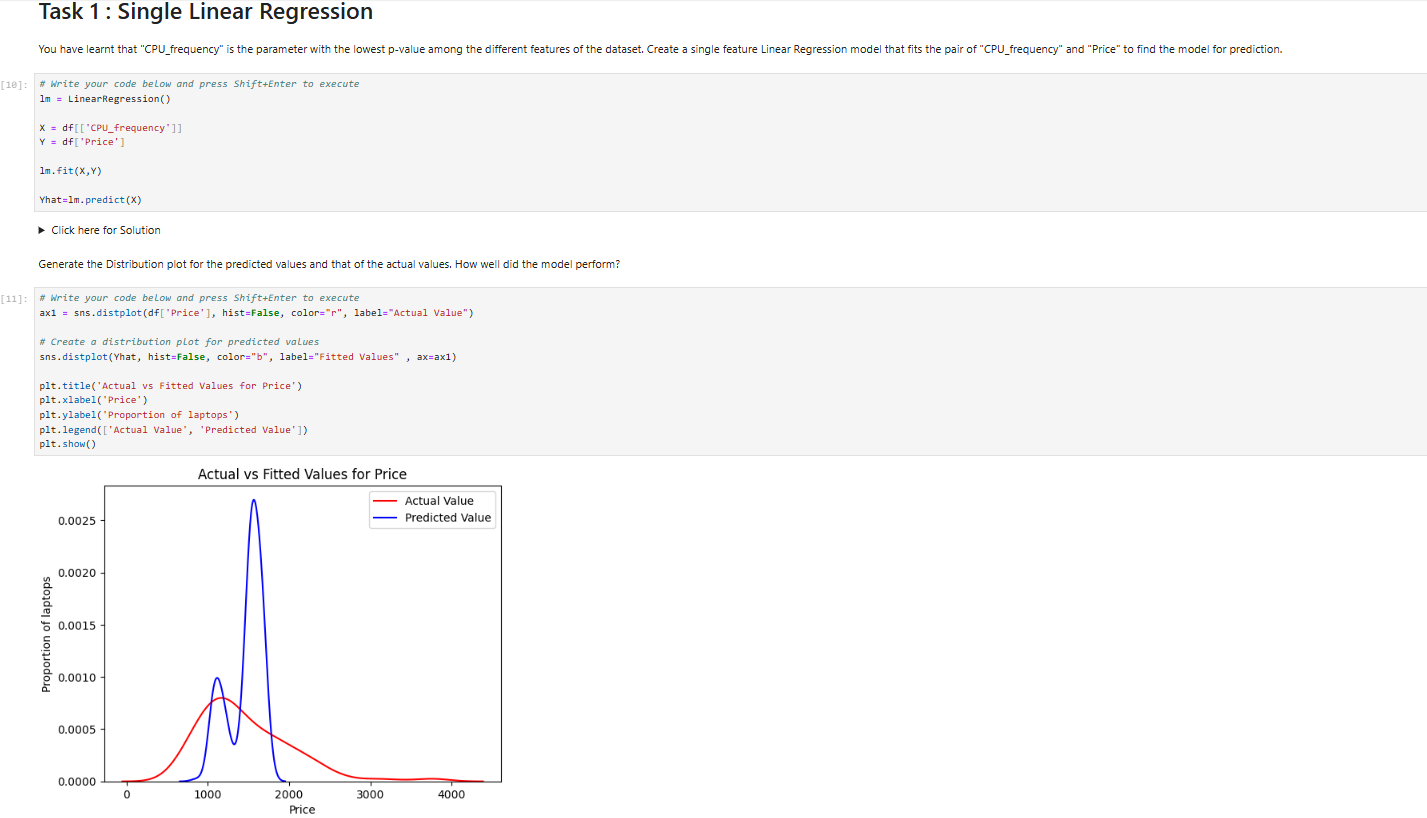 Task 1 : Single Linear Regression
You have learnt that "CPU_frequency" is the parameter with the lowest p-value among the different features of the dataset. Create a single feature Linear Regression model that fits the pair of "CPU_frequency" and "Price" to find the model for prediction.
[10]: # Write your code below and press Shift+Enter to execute
lm = LinearRegression()
X = df[['CPU_frequency']]
Y = df['Price']
lm.fit(X,Y)
Yhat=lm.predict(X)
▶ Click here for Solution
Generate the Distribution plot for the predicted values and that of the actual values. How well did the model perform?
[11]: # Write your code below and press Shift+Enter to execute
ax1 = sns.distplot(df['Price'], hist=False, color="r", label="Actual Value")
# Create a distribution plot for predicted values
sns.distplot(Yhat, hist=False, color="b", label="Fitted Values" , ax=ax1)
plt.title('Actual vs Fitted Values for Price')
plt.xlabel('Price')
plt.ylabel('Proportion of laptops')
plt.legend(['Actual Value', 'Predicted Value'])
plt.show()
Actual vs Fitted Values for Price
Actual Value
Predicted Value
0.0025
0.0020
0.0015
0.0010
0.0005
0.0000
Proportion of laptops
0 1000 2000 3000 4000
Price